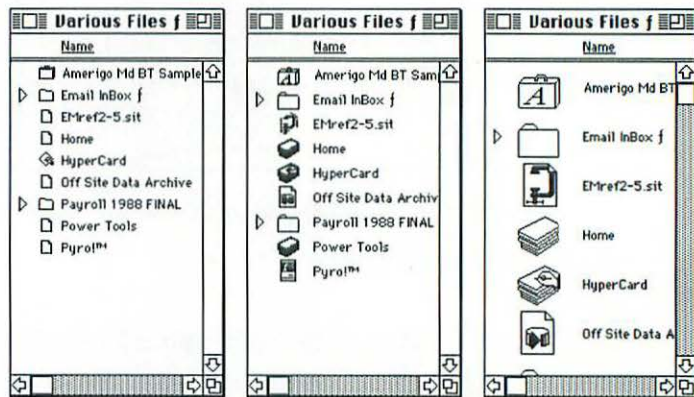 Various Files ƒ
Name
Amerigo Md BT Sample
Email InBox ƒ
EMref2-5.sit
Home
HyperCard
Off Site Data Archive
Payroll 1988 FINAL
Power Tools
Pyro!™
Various Files ƒ
Name
Amerigo Md BT Sam
Email InBox ƒ
EMref2-5.sit
Home
HyperCard
Off Site Data Archiv
Payroll 1988 FINAL
Power Tools
Pyro!™
Various Files ƒ
Name
A
Amerigo Md BT
Email InBox ƒ
EMref2-5.sit
Home
HyperCard
Off Site Data A